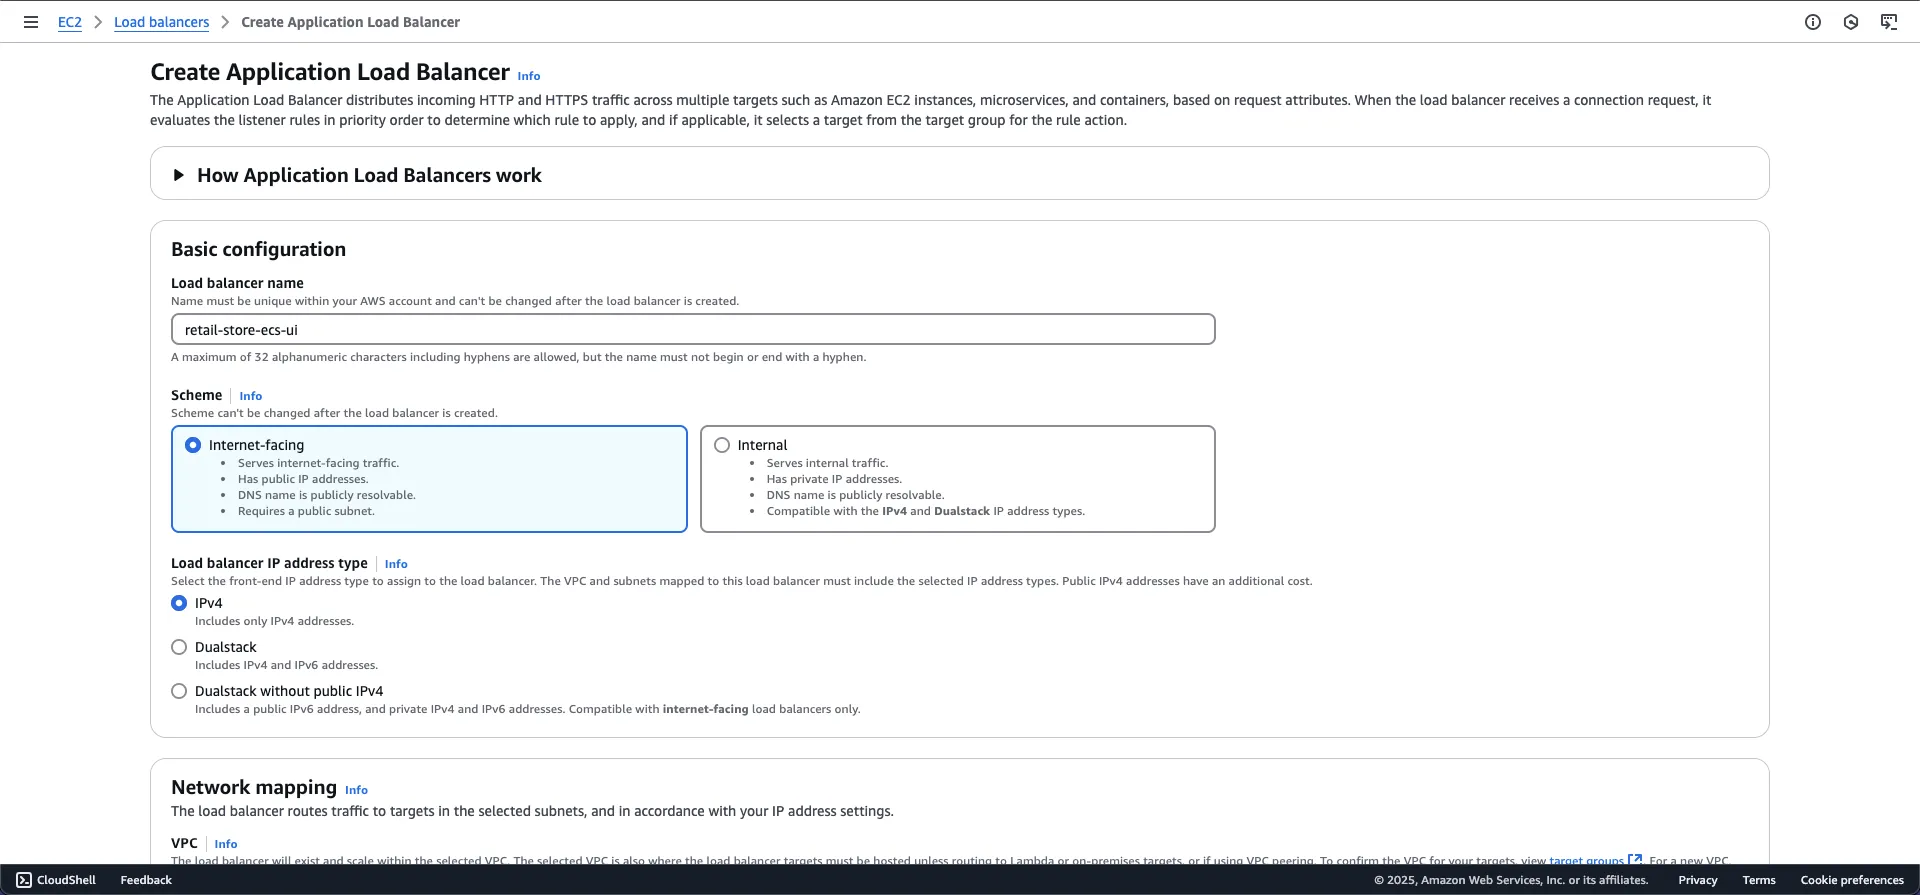 EC2 > Load balancers > Create Application Load Balancer
Create Application Load Balancer Info
The Application Load Balancer distributes incoming HTTP and HTTPS traffic across multiple targets such as Amazon EC2 instances, microservices, and containers, based on request attributes. When the load balancer receives a connection request, it
evaluates the listener rules in priority order to determine which rule to apply, and if applicable, it selects a target from the target group for the rule action.
How Application Load Balancers work
Basic configuration
Load balancer name
Name must be unique within your AWS account and can't be changed after the load balancer is created.
retail-store-ecs-ui
A maximum of 32 alphanumeric characters including hyphens are allowed, but the name must not begin or end with a hyphen.
Scheme Info
Scheme can't be changed after the load balancer is created.
Internet-facing
• Serves internet-facing traffic.
• Has public IP addresses.
• DNS name is publicly resolvable.
• Requires a public subnet.
Internal
• Serves internal traffic.
• Has private IP addresses.
• DNS name is publicly resolvable.
• Compatible with the IPv4 and Dualstack IP address types.
Load balancer IP address type Info
Select the front-end IP address type to assign to the load balancer. The VPC and subnets mapped to this load balancer must include the selected IP address types. Public IPv4 addresses have an additional cost.
IPv4
Includes only IPv4 addresses.
Dualstack
Includes IPv4 and IPv6 addresses.
Dualstack without public IPv4
Includes a public IPv6 address, and private IPv4 and IPv6 addresses. Compatible with internet-facing load balancers only.
Network mapping Info
The load balancer routes traffic to targets in the selected subnets, and in accordance with your IP address settings.
VPC Info
The load balancer will exist and scale within the selected VPC. The selected VPC is also where the load balancer targets must be hosted unless routing to Lambda or on-premises targets, or if using VPC peering. To confirm the VPC for your targets, view target groups. For a new VPC,
CloudShell Feedback © 2025, Amazon Web Services, Inc. or its affiliates. Privacy Terms Cookie preferences